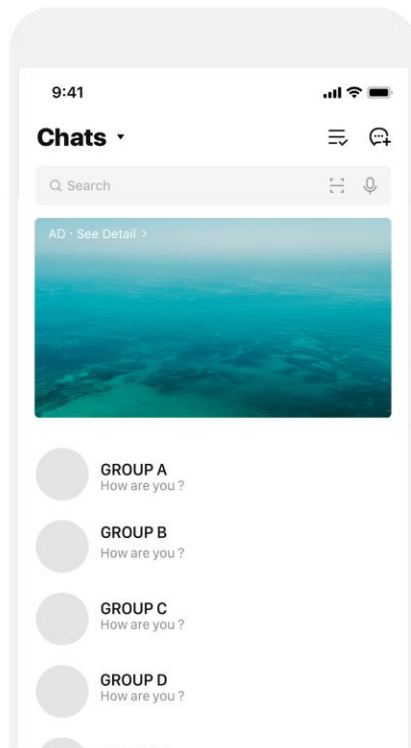 9:41
Chats
Search
AD · See Detail >
GROUP A
How are you ?
GROUP B
How are you ?
GROUP C
How are you ?
GROUP D
How are you ?